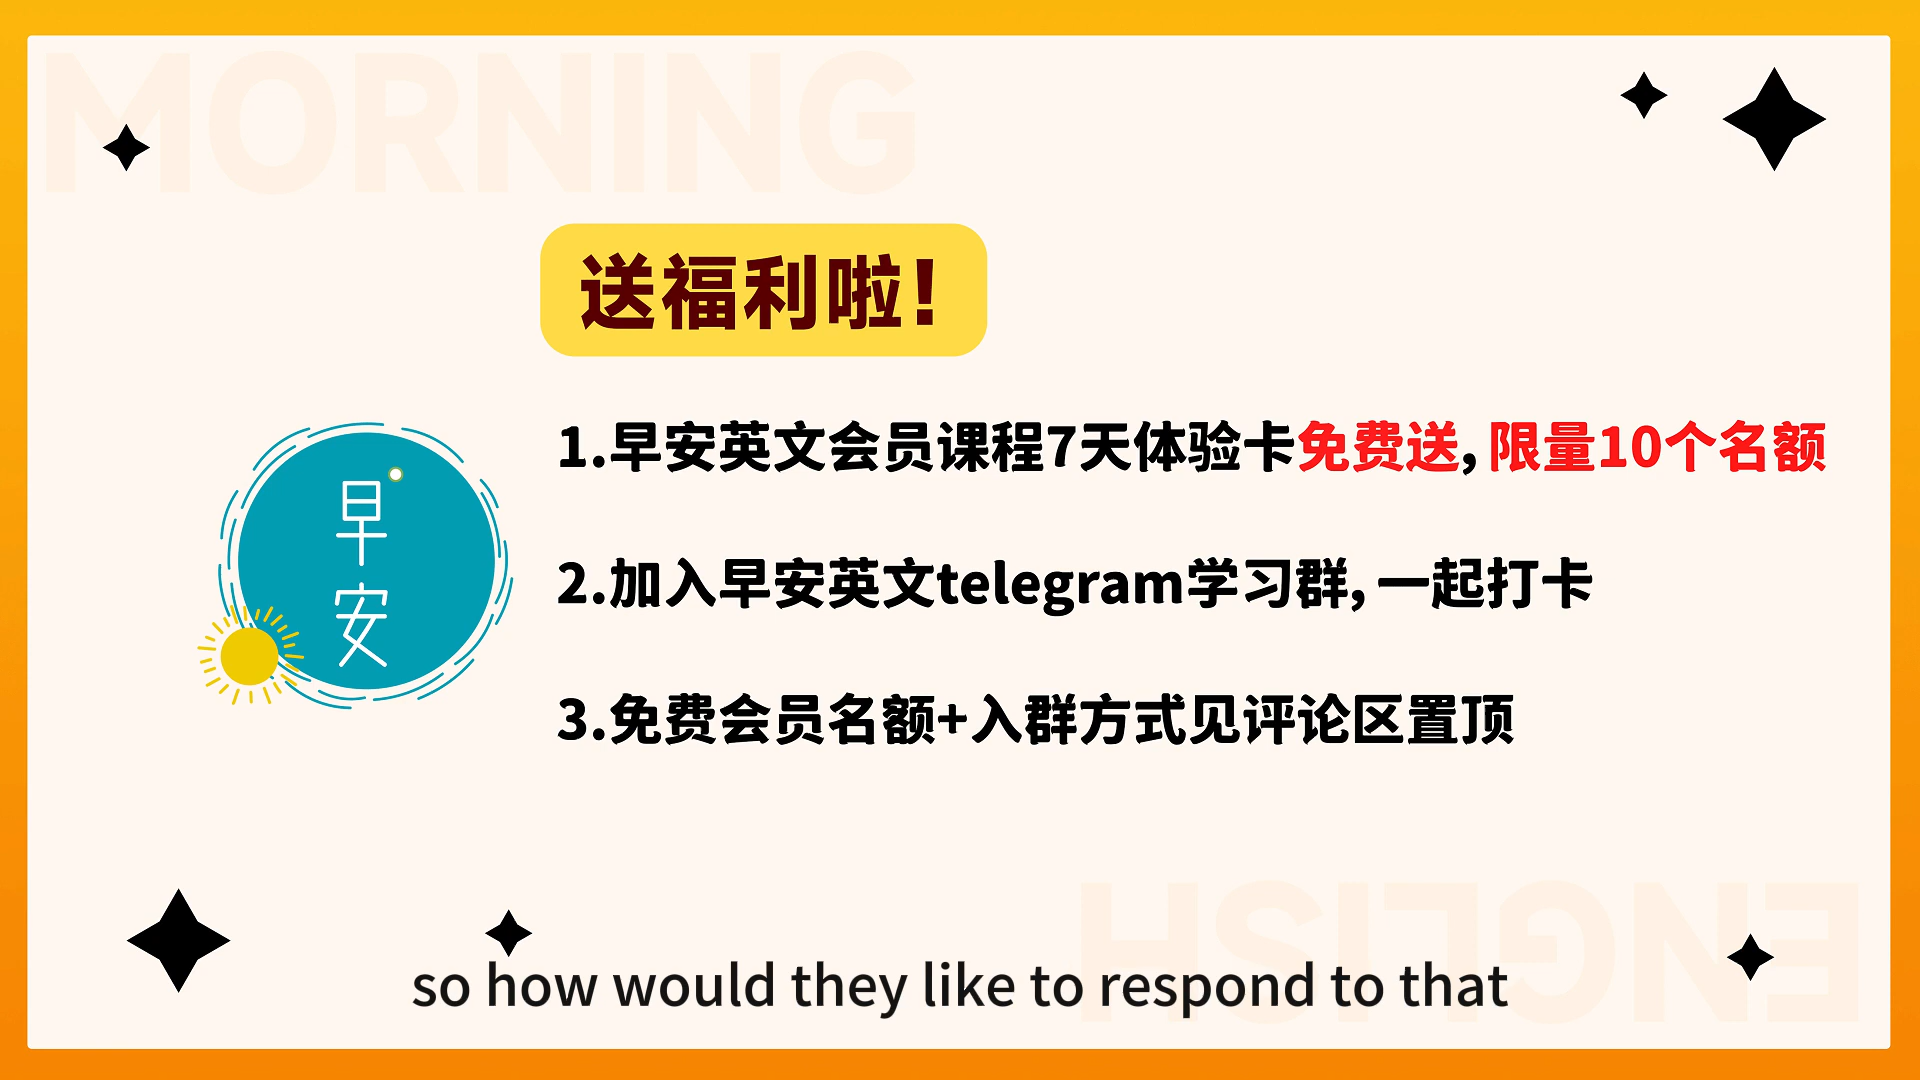 MORNING
送福利啦!
1.早安英文会员课程7天体验卡免费送,限量10个名额
早安
2.加入早安英文telegram学习群,一起打卡
3.免费会员名额+入群方式见评论区置顶
ENGLISH
so how would they like to respond to that